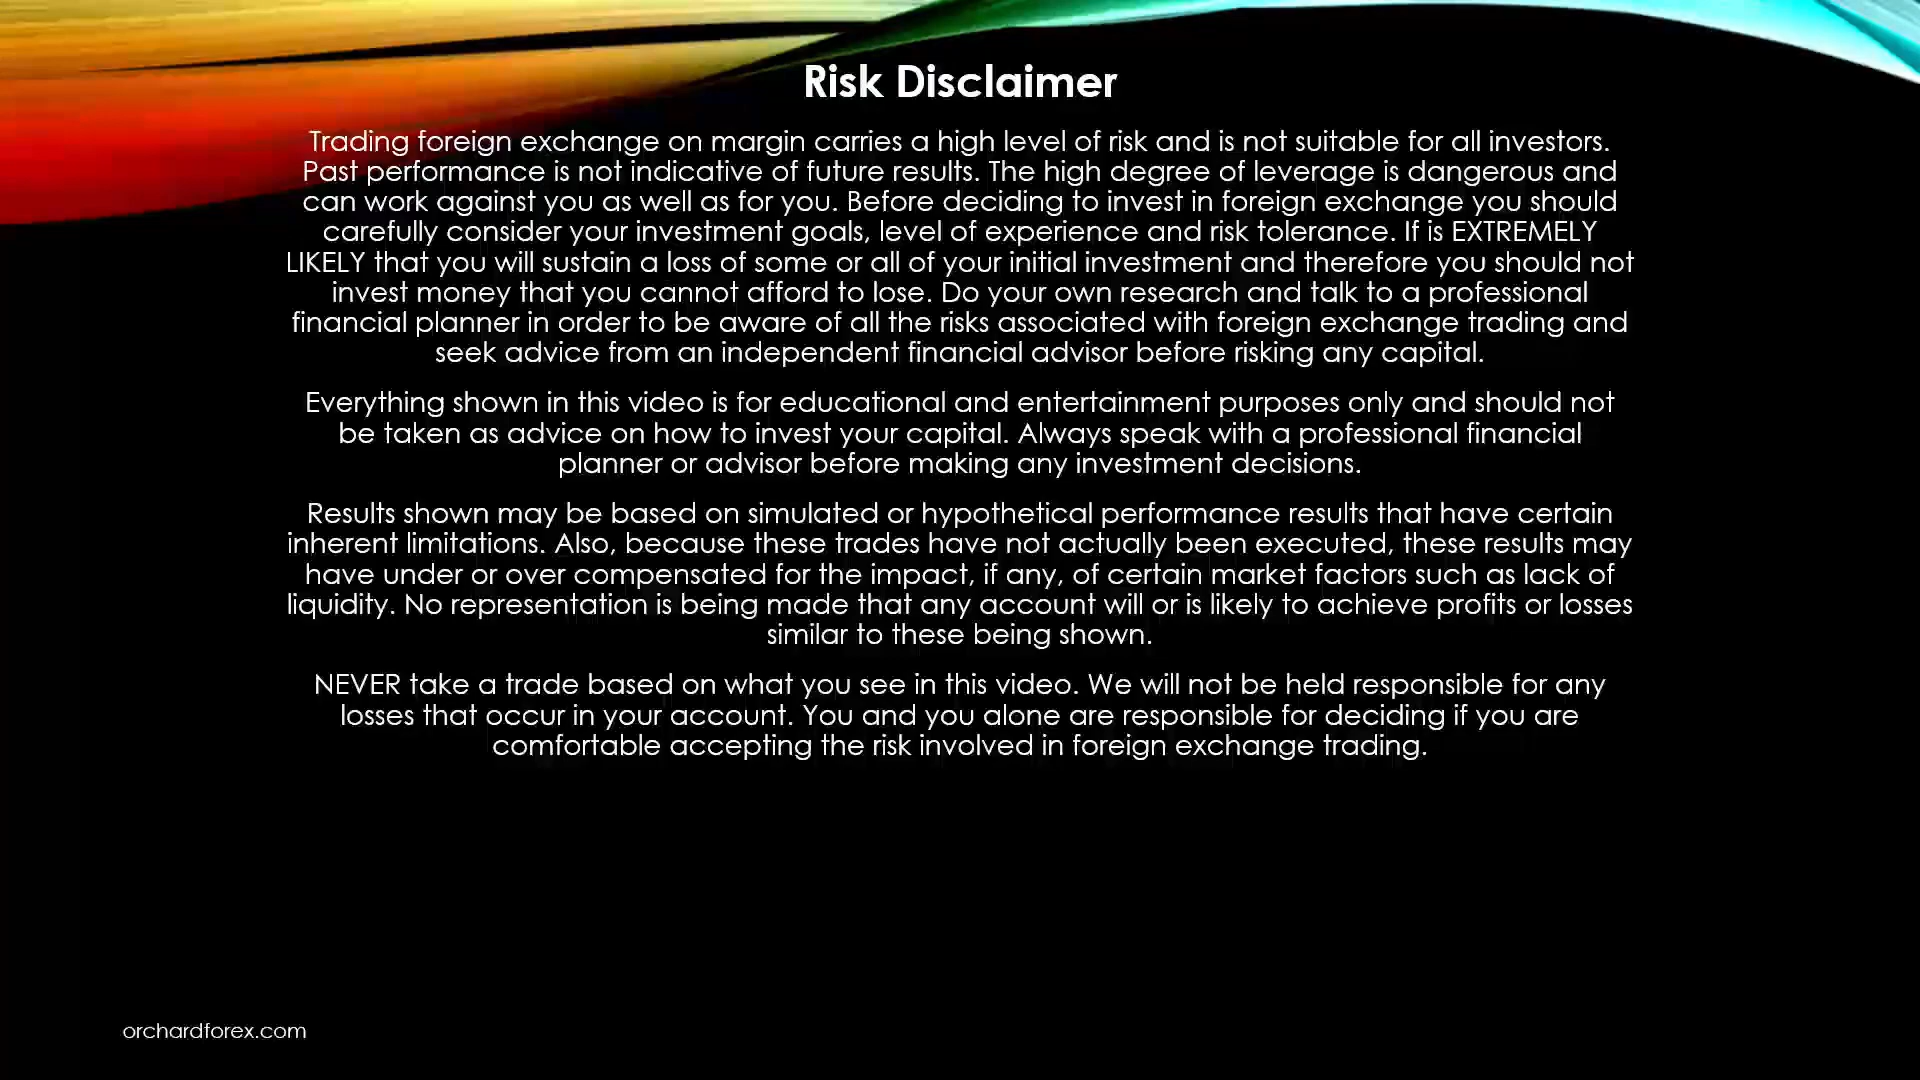 Risk Disclaimer
Trading foreign exchange on margin carries a high level of risk and is not suitable for all investors.
Past performance is not indicative of future results. The high degree of leverage is dangerous and
can work against you as well as for you. Before deciding to invest in foreign exchange you should
carefully consider your investment goals, level of experience and risk tolerance. If is EXTREMELY
LIKELY that you will sustain a loss of some or all of your initial investment and therefore you should not
invest money that you cannot afford to lose. Do your own research and talk to a professional
financial planner in order to be aware of all the risks associated with foreign exchange trading and
seek advice from an independent financial advisor before risking any capital.
Everything shown in this video is for educational and entertainment purposes only and should not
be taken as advice on how to invest your capital. Always speak with a professional financial
planner or advisor before making any investment decisions.
Results shown may be based on simulated or hypothetical performance results that have certain
inherent limitations. Also, because these trades have not actually been executed, these results may
have under or over compensated for the impact, if any, of certain market factors such as lack of
liquidity. No representation is being made that any account will or is likely to achieve profits or losses
similar to these being shown.
NEVER take a trade based on what you see in this video. We will not be held responsible for any
losses that occur in your account. You and you alone are responsible for deciding if you are
comfortable accepting the risk involved in foreign exchange trading.
orchardforex.com